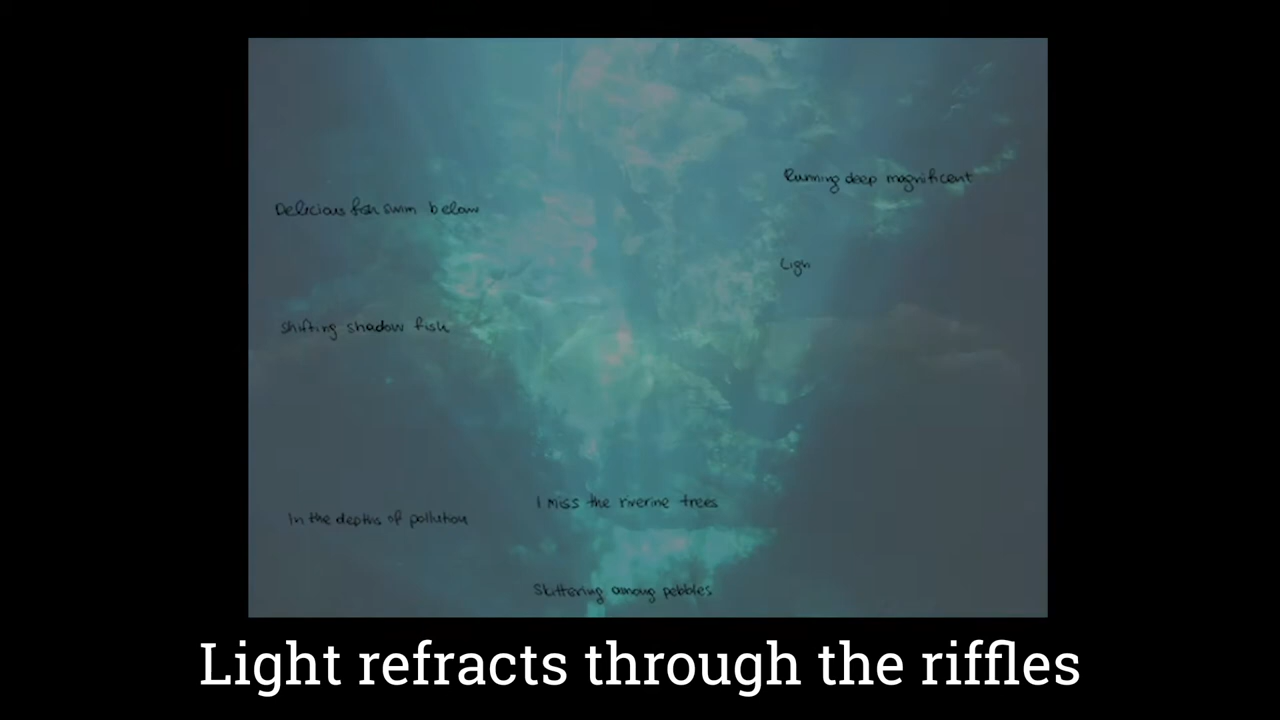 Running deep magnificent
Delicious fish swim below
Ligh
Shifting shadow fish
I miss the riverine trees
In the depths of pollution
Skittering among pebbles
Light refracts through the riffles